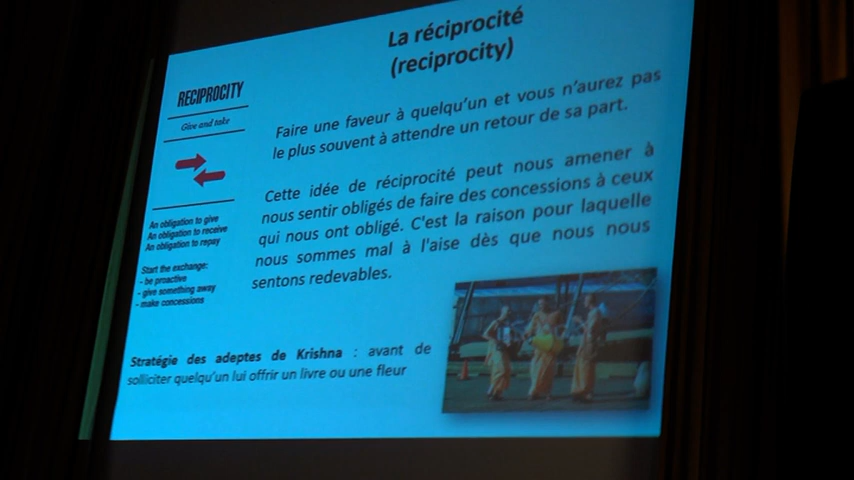 La réciprocité
(reciprocity)
RECIPROCITY
Give and take
An obligation to give
An obligation to receive
An obligation to repay
Start the exchange:
- be proactive
- give something away
- make concessions
Faire une faveur à quelqu'un et vous n'aurez pas
le plus souvent à attendre un retour de sa part.
Cette idée de réciprocité peut nous amener à
nous sentir obligés de faire des concessions à ceux
qui nous ont obligé. C'est la raison pour laquelle
nous sommes mal à l'aise dès que nous nous
sentons redevables.
Stratégie des adeptes de Krishna : avant de
solliciter quelqu'un lui offrir un livre ou une fleur